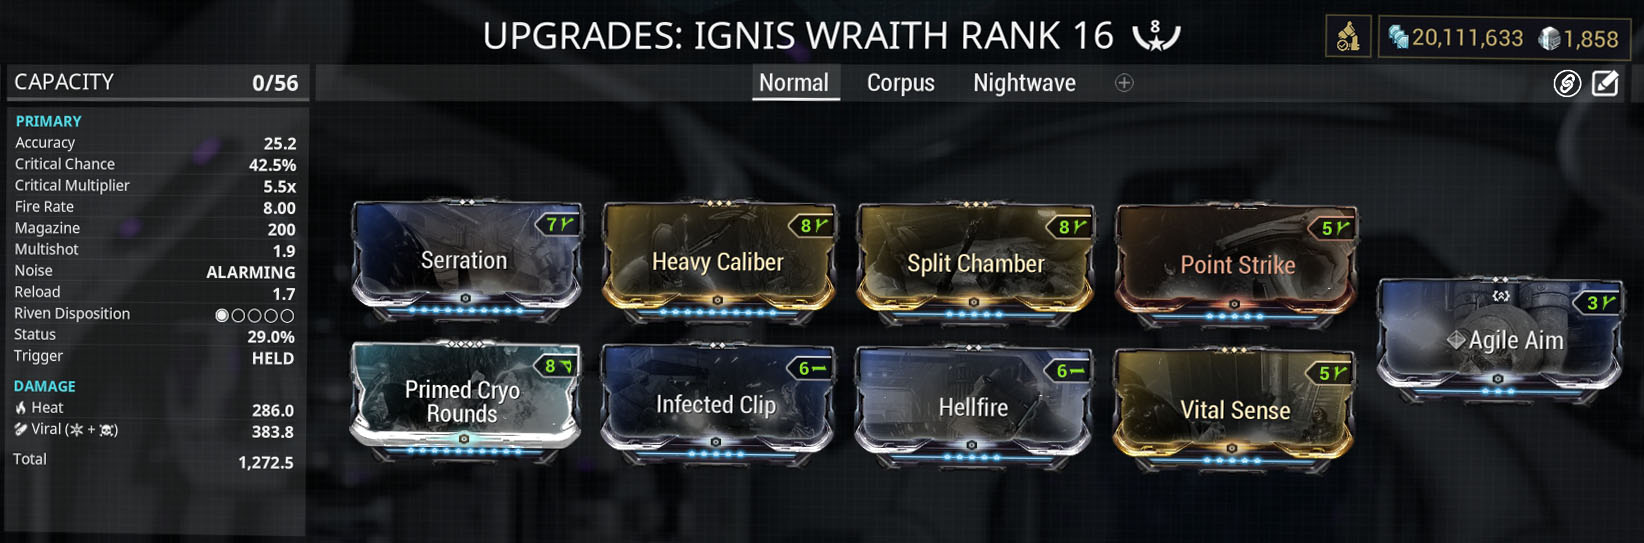 UPGRADES: IGNIS WRAITH RANK 16
8
20,111,633
1,858
CAPACITY 0/56
Normal Corpus Nightwave
PRIMARY
Accuracy 25.2
Critical Chance 42.5%
Critical Multiplier 5.5x
Fire Rate 8.00
Magazine 200
Multishot 1.9
Noise ALARMING
Reload 1.7
Riven Disposition
Status 29.0%
Trigger HELD
DAMAGE
Heat 286.0
Viral ( + ) 383.8
Total 1,272.5
7
Serration
8
Heavy Caliber
8
Split Chamber
5
Point Strike
3
Agile Aim
8
Primed Cryo
Rounds
6
Infected Clip
6
Hellfire
5
Vital Sense